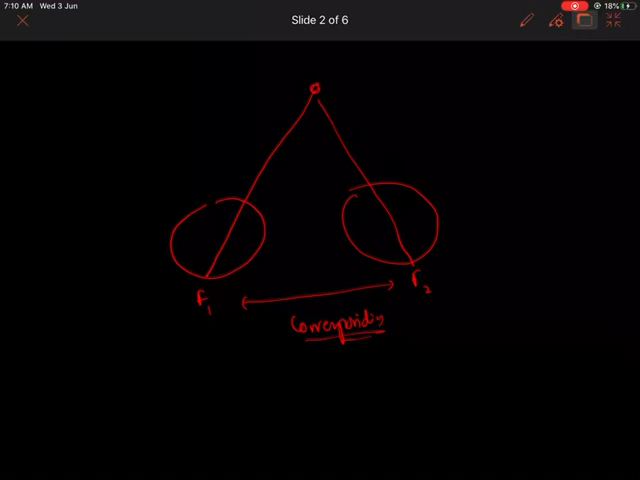 7:10 AM Wed 3 Jun
18%
Slide 2 of 6
F1
F2
Corresponding